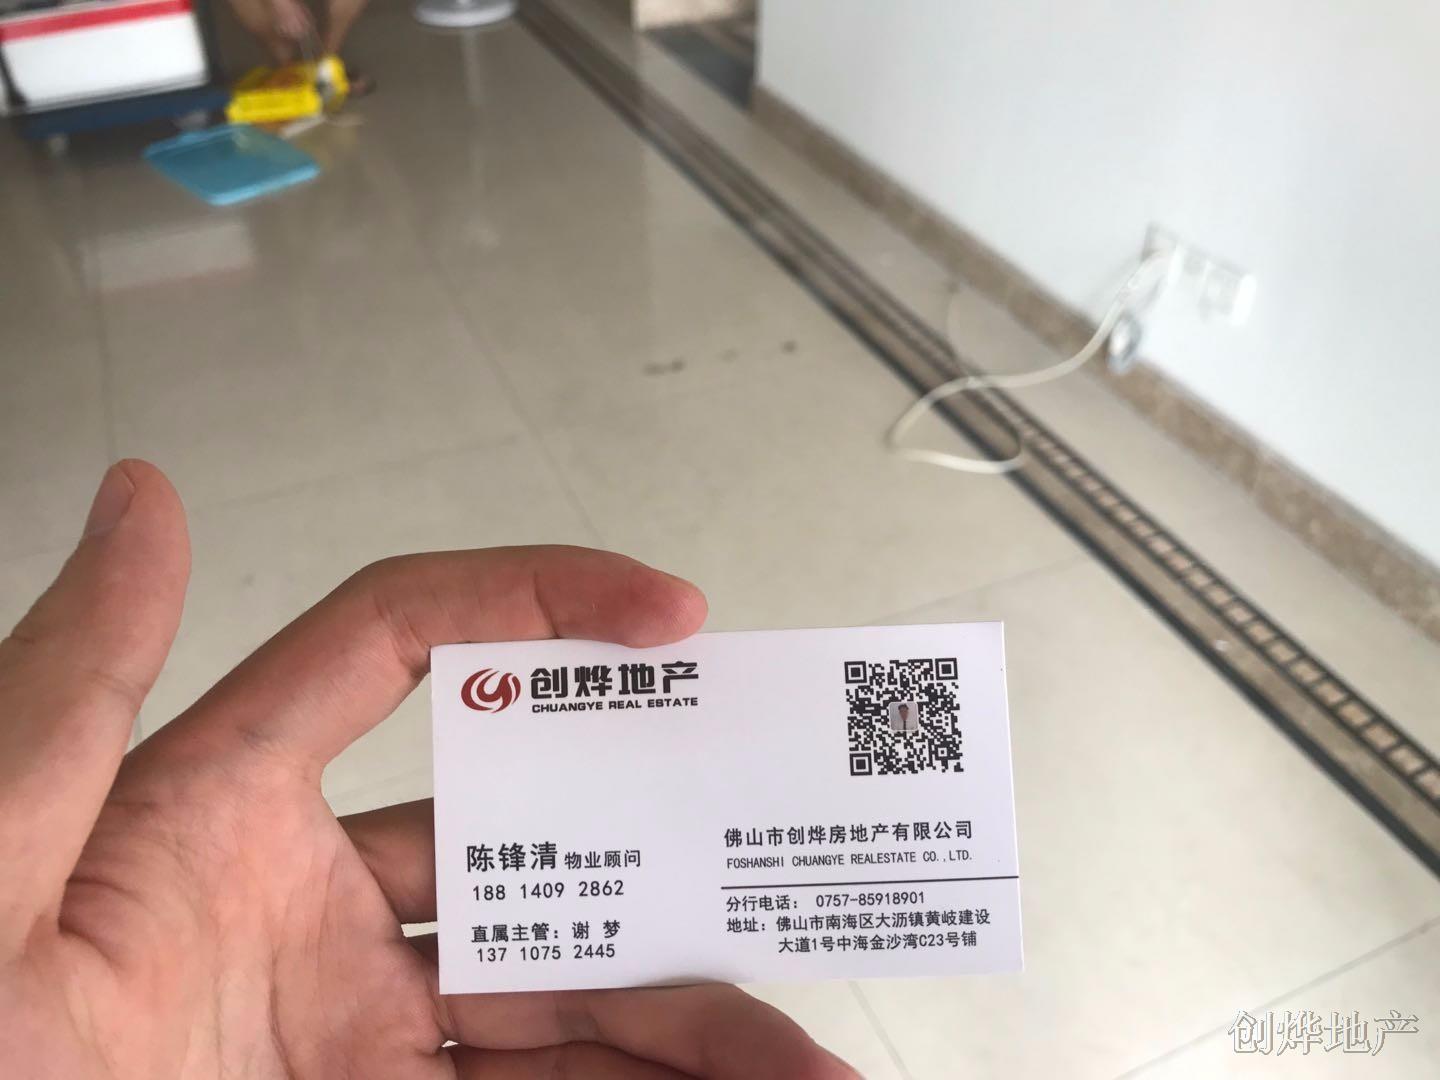 创烨地产
CHUANGYE REAL ESTATE
陈锋清 物业顾问
188 1409 2862
直属主管：谢 梦
137 1075 2445
佛山市创烨房地产有限公司
FOSHANSHI CHUANGYE REALESTATE CO.,LTD.
分行电话： 0757-85918901
地址：佛山市南海区大沥镇黄岐建设
大道1号中海金沙湾C23号铺
创烨地产